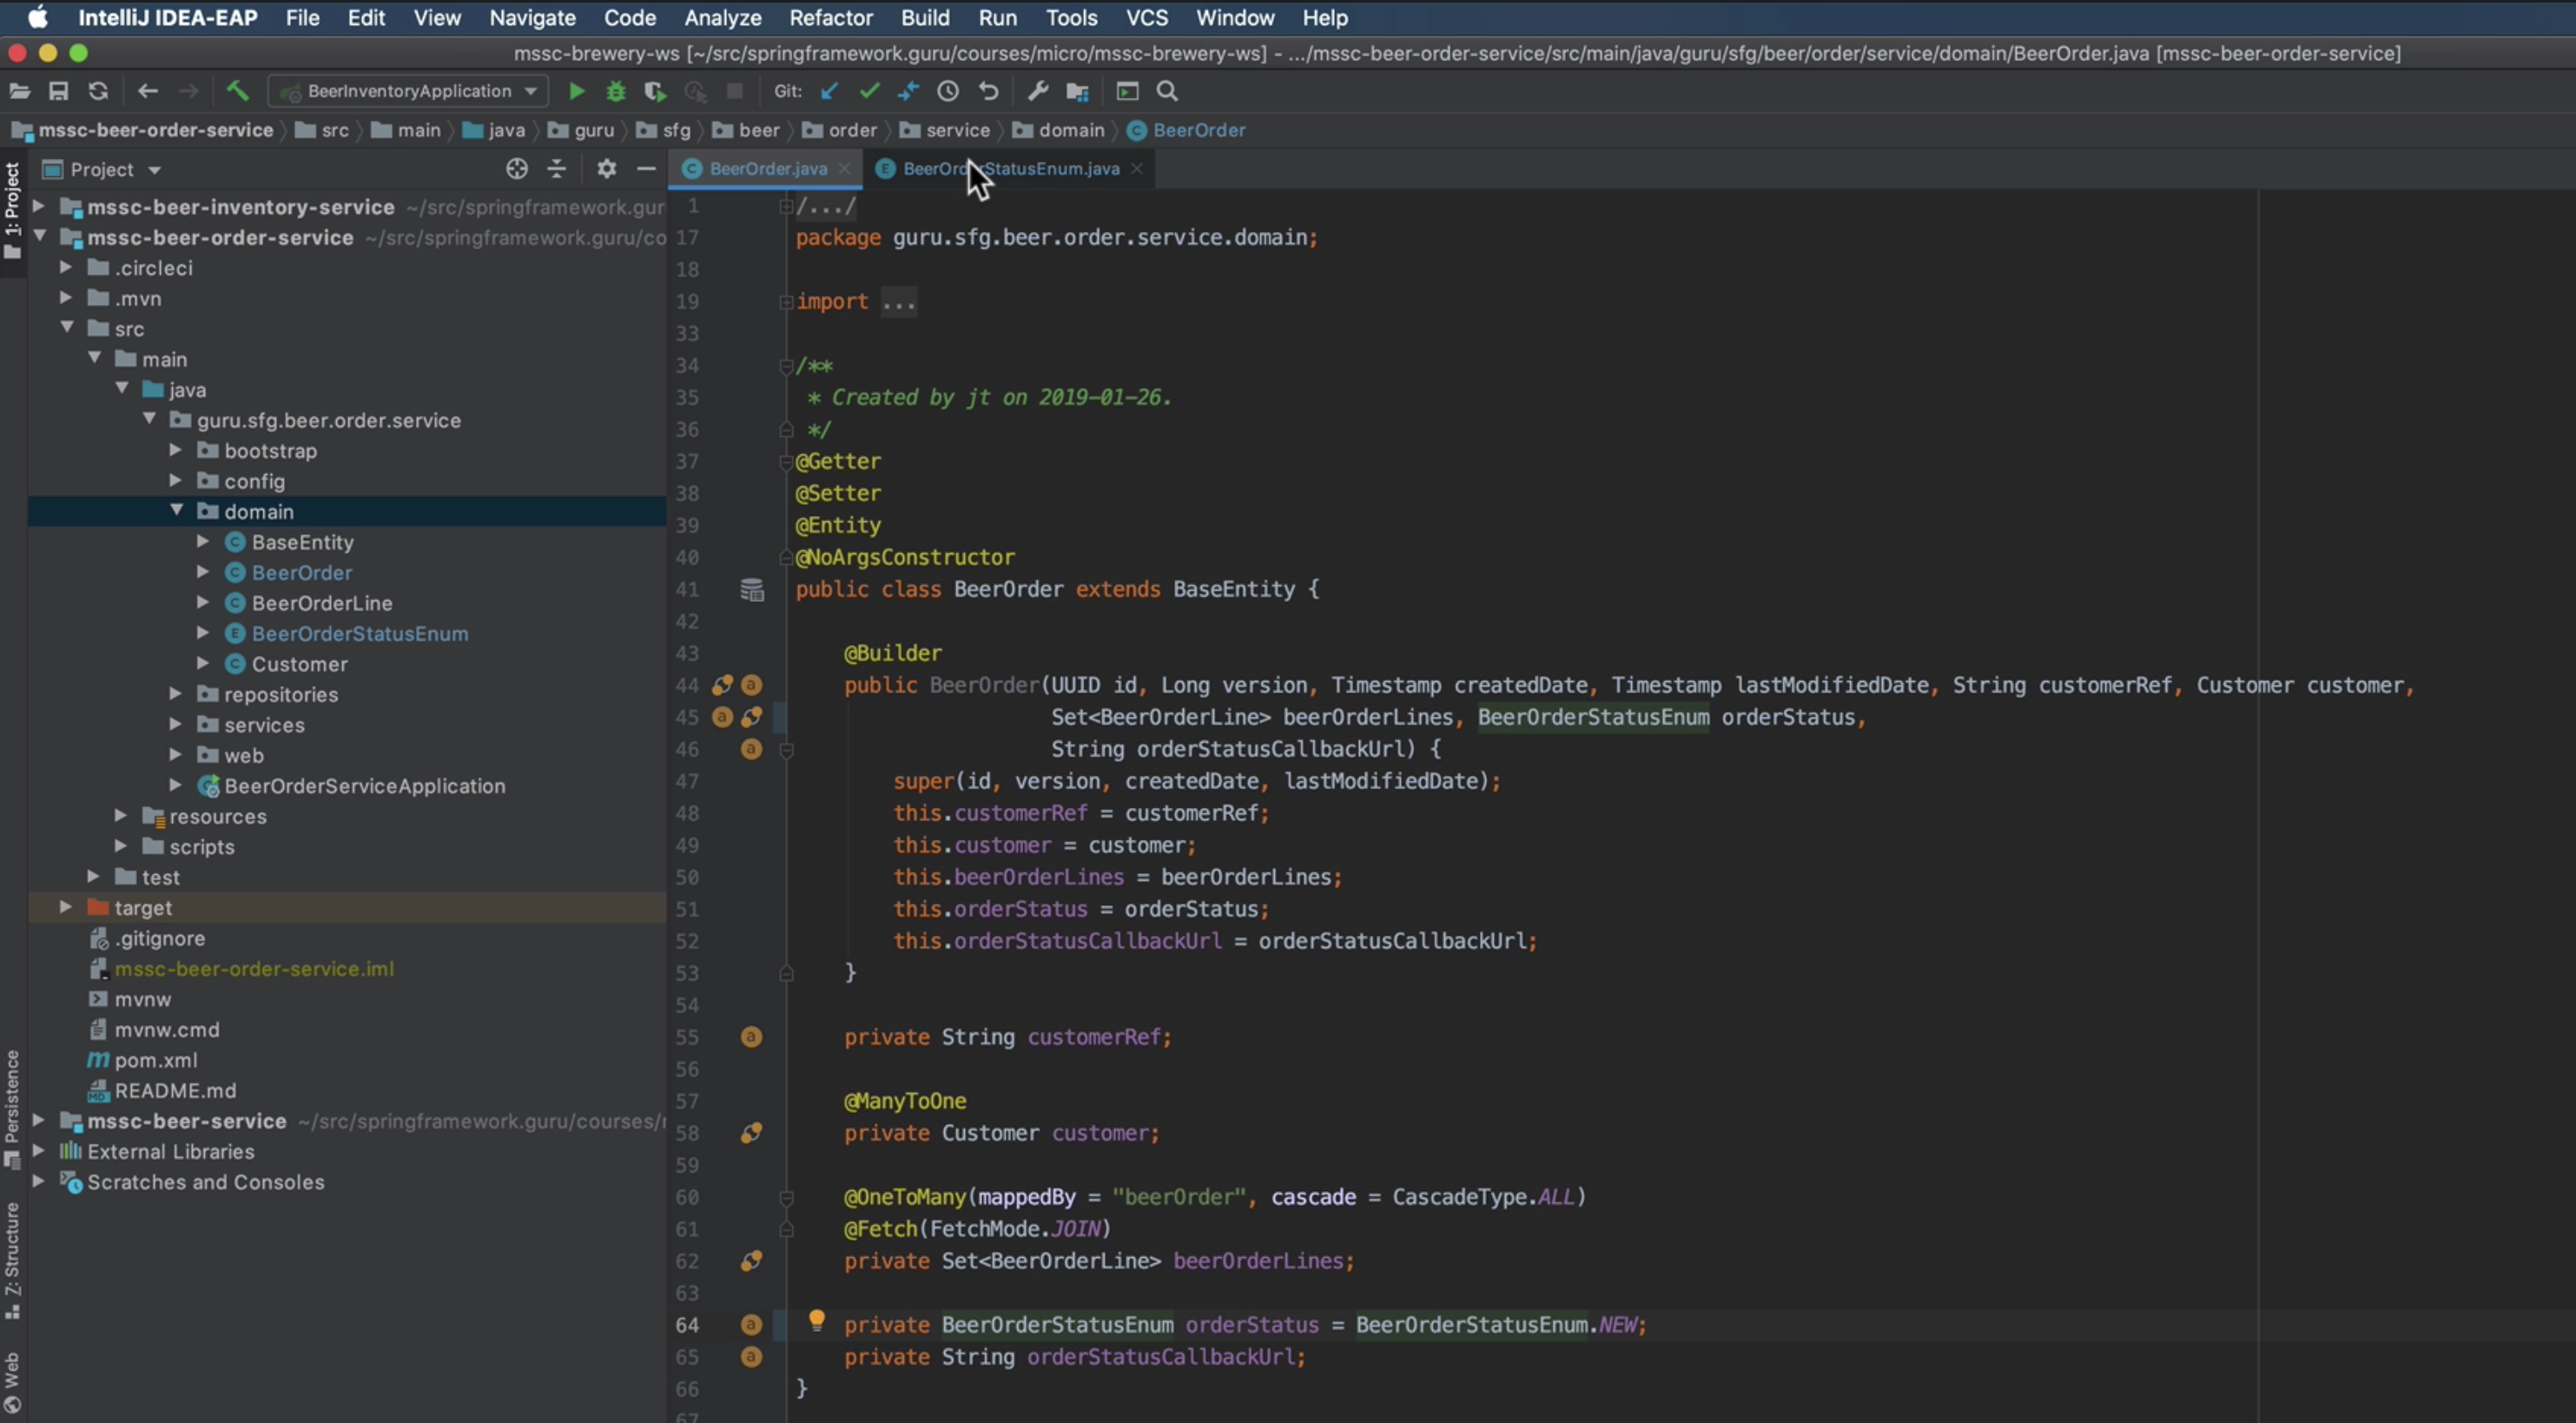 IntelliJ IDEA-EAP File Edit View Navigate Code Analyze Refactor Build Run Tools VCS Window Help
mssc-brewery-ws [~/src/springframework.guru/courses/micro/mssc-brewery-ws] - .../mssc-beer-order-service/src/main/java/guru/sfg/beer/order/service/domain/BeerOrder.java [mssc-beer-order-service]
BeerInventoryApplication Git:
mssc-beer-order-service src main java guru sfg beer order service domain BeerOrder
1: Project
Project
mssc-beer-inventory-service ~/src/springframework.gur
mssc-beer-order-service ~/src/springframework.guru/co
.circleci
.mvn
src
main
java
guru.sfg.beer.order.service
bootstrap
config
domain
BaseEntity
BeerOrder
BeerOrderLine
BeerOrderStatusEnum
Customer
repositories
services
web
BeerOrderServiceApplication
resources
scripts
test
target
.gitignore
mssc-beer-order-service.iml
mvnw
mvnw.cmd
pom.xml
README.md
mssc-beer-service ~/src/springframework.guru/courses/
External Libraries
Scratches and Consoles
Persistence
Z: Structure
Web
BeerOrder.java BeerOrderStatusEnum.java
1 /.../
17 package guru.sfg.beer.order.service.domain;
18
19 import ...
33
34 /**
35 * Created by jt on 2019-01-26.
36 */
37 @Getter
38 @Setter
39 @Entity
40 @NoArgsConstructor
41 public class BeerOrder extends BaseEntity {
42
43 @Builder
44 public BeerOrder(UUID id, Long version, Timestamp createdDate, Timestamp lastModifiedDate, String customerRef, Customer customer,
45 Set<BeerOrderLine> beerOrderLines, BeerOrderStatusEnum orderStatus,
46 String orderStatusCallbackUrl) {
47 super(id, version, createdDate, lastModifiedDate);
48 this.customerRef = customerRef;
49 this.customer = customer;
50 this.beerOrderLines = beerOrderLines;
51 this.orderStatus = orderStatus;
52 this.orderStatusCallbackUrl = orderStatusCallbackUrl;
53 }
54
55 private String customerRef;
56
57 @ManyToOne
58 private Customer customer;
59
60 @OneToMany(mappedBy = "beerOrder", cascade = CascadeType.ALL)
61 @Fetch(FetchMode.JOIN)
62 private Set<BeerOrderLine> beerOrderLines;
63
64 private BeerOrderStatusEnum orderStatus = BeerOrderStatusEnum.NEW;
65 private String orderStatusCallbackUrl;
66 }
67